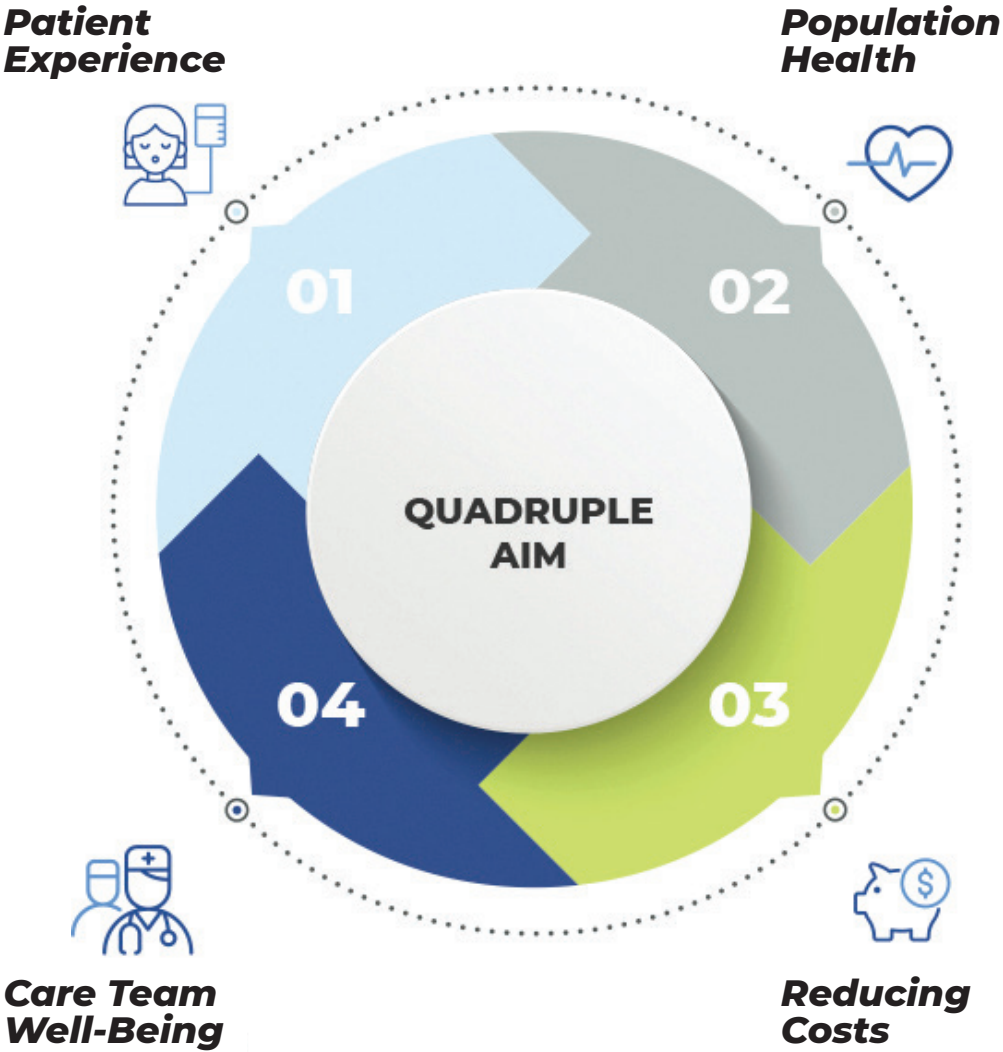 Patient
Experience
Population
Health
01
02
QUADRUPLE
AIM
04
03
$
Care Team
Well-Being
Reducing
Costs